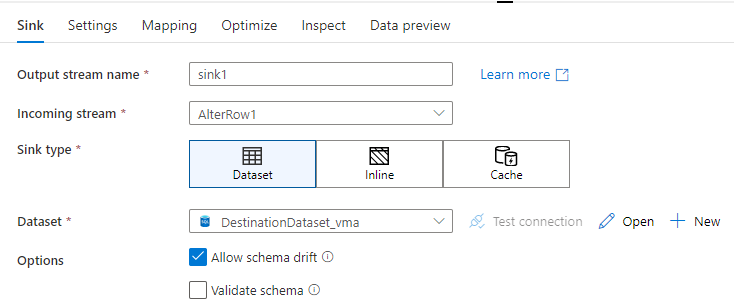 Sink Settings Mapping Optimize Inspect Data preview
Output stream name * sink1 Learn more
Incoming stream * AlterRow1
Sink type *
Dataset Inline Cache
Dataset * SQL DestinationDataset_vma Test connection Open New
Options Allow schema drift
Validate schema